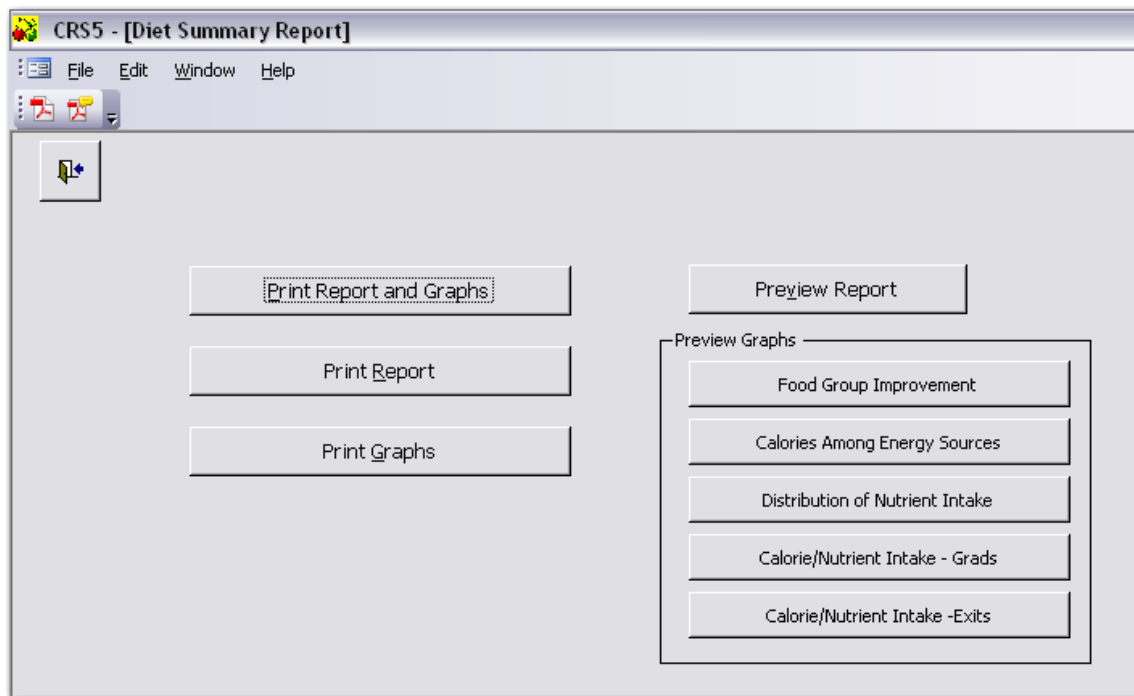 CRS5 - [Diet Summary Report]
File Edit Window Help
Print Report and Graphs
Print Report
Print Graphs
Preview Report
Preview Graphs
Food Group Improvement
Calories Among Energy Sources
Distribution of Nutrient Intake
Calorie/Nutrient Intake - Grads
Calorie/Nutrient Intake -Exits